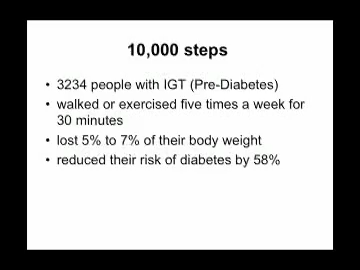 10,000 steps
• 3234 people with IGT (Pre-Diabetes)
• walked or exercised five times a week for
30 minutes
• lost 5% to 7% of their body weight
• reduced their risk of diabetes by 58%